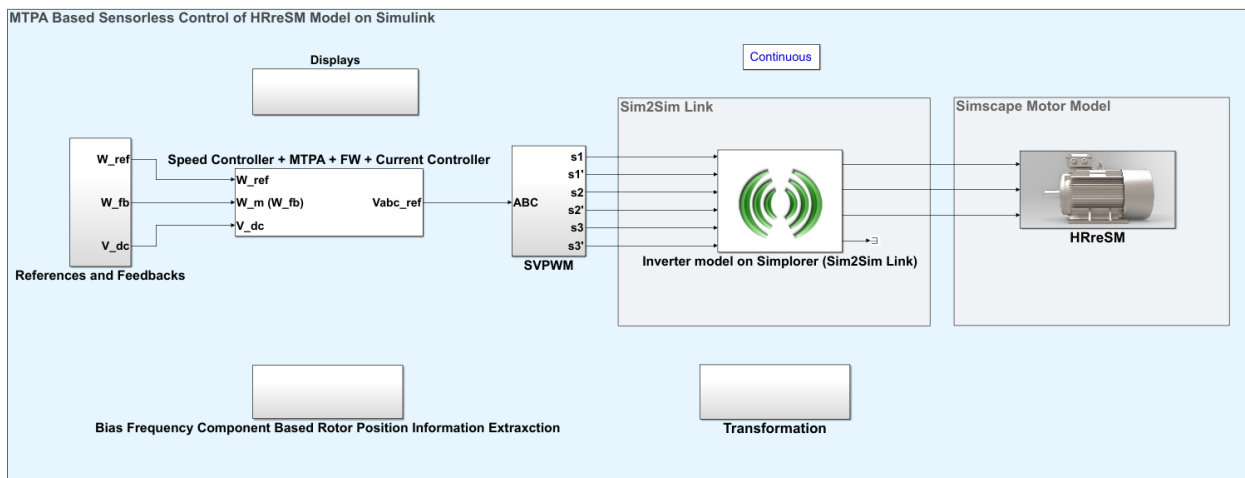 MTPA Based Sensorless Control of HRreSM Model on Simulink
Displays
Continuous
Sim2Sim Link
Simscape Motor Model
W_ref
W_fb
V_dc
References and Feedbacks
Speed Controller + MTPA + FW + Current Controller
W_ref
W_m (W_fb)
V_dc
Vabc_ref
ABC
s1
s1'
s2
s2'
s3
s3'
SVPWM
Inverter model on Simplorer (Sim2Sim Link)
HRreSM
Bias Frequency Component Based Rotor Position Information Extraxction
Transformation